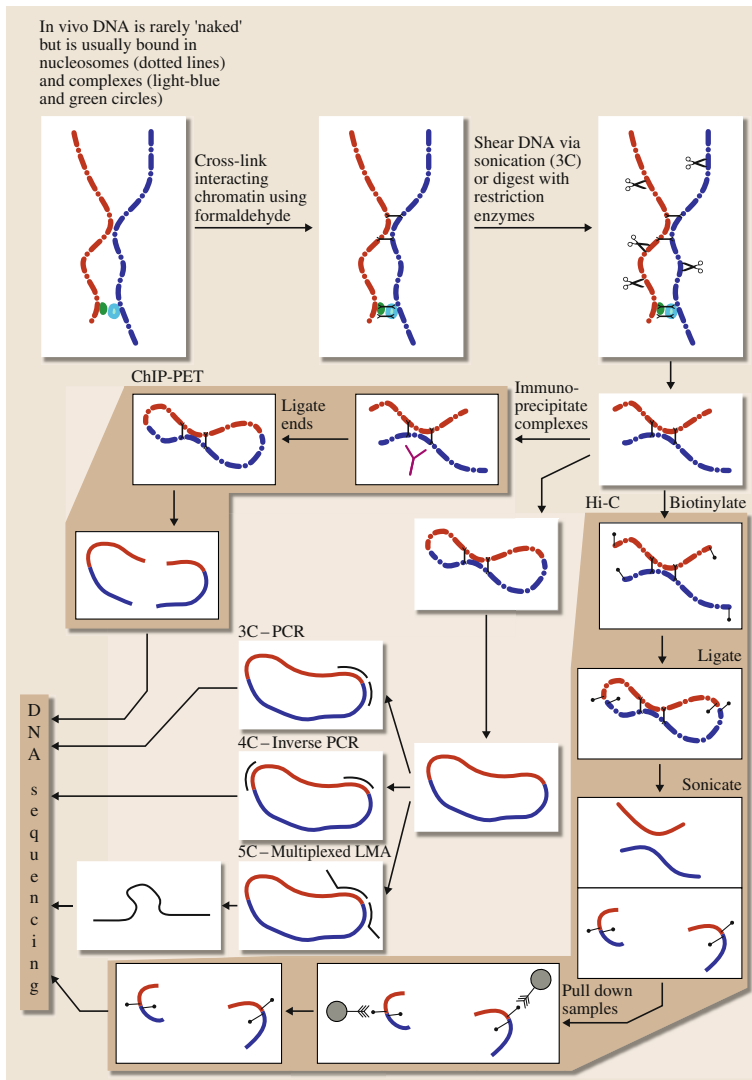 In vivo DNA is rarely 'naked'
but is usually bound in
nucleosomes (dotted lines)
and complexes (light-blue
and green circles)
Cross-link
interacting
chromatin using
formaldehyde
Shear DNA via
sonication (3C)
or digest with
restriction
enzymes
ChIP-PET
Ligate
ends
Immuno-
precipitate
complexes
Hi-C
Biotinylate
3C–PCR
Ligate
4C–Inverse PCR
Sonicate
5C–Multiplexed LMA
DNA sequencing
Pull down
samples